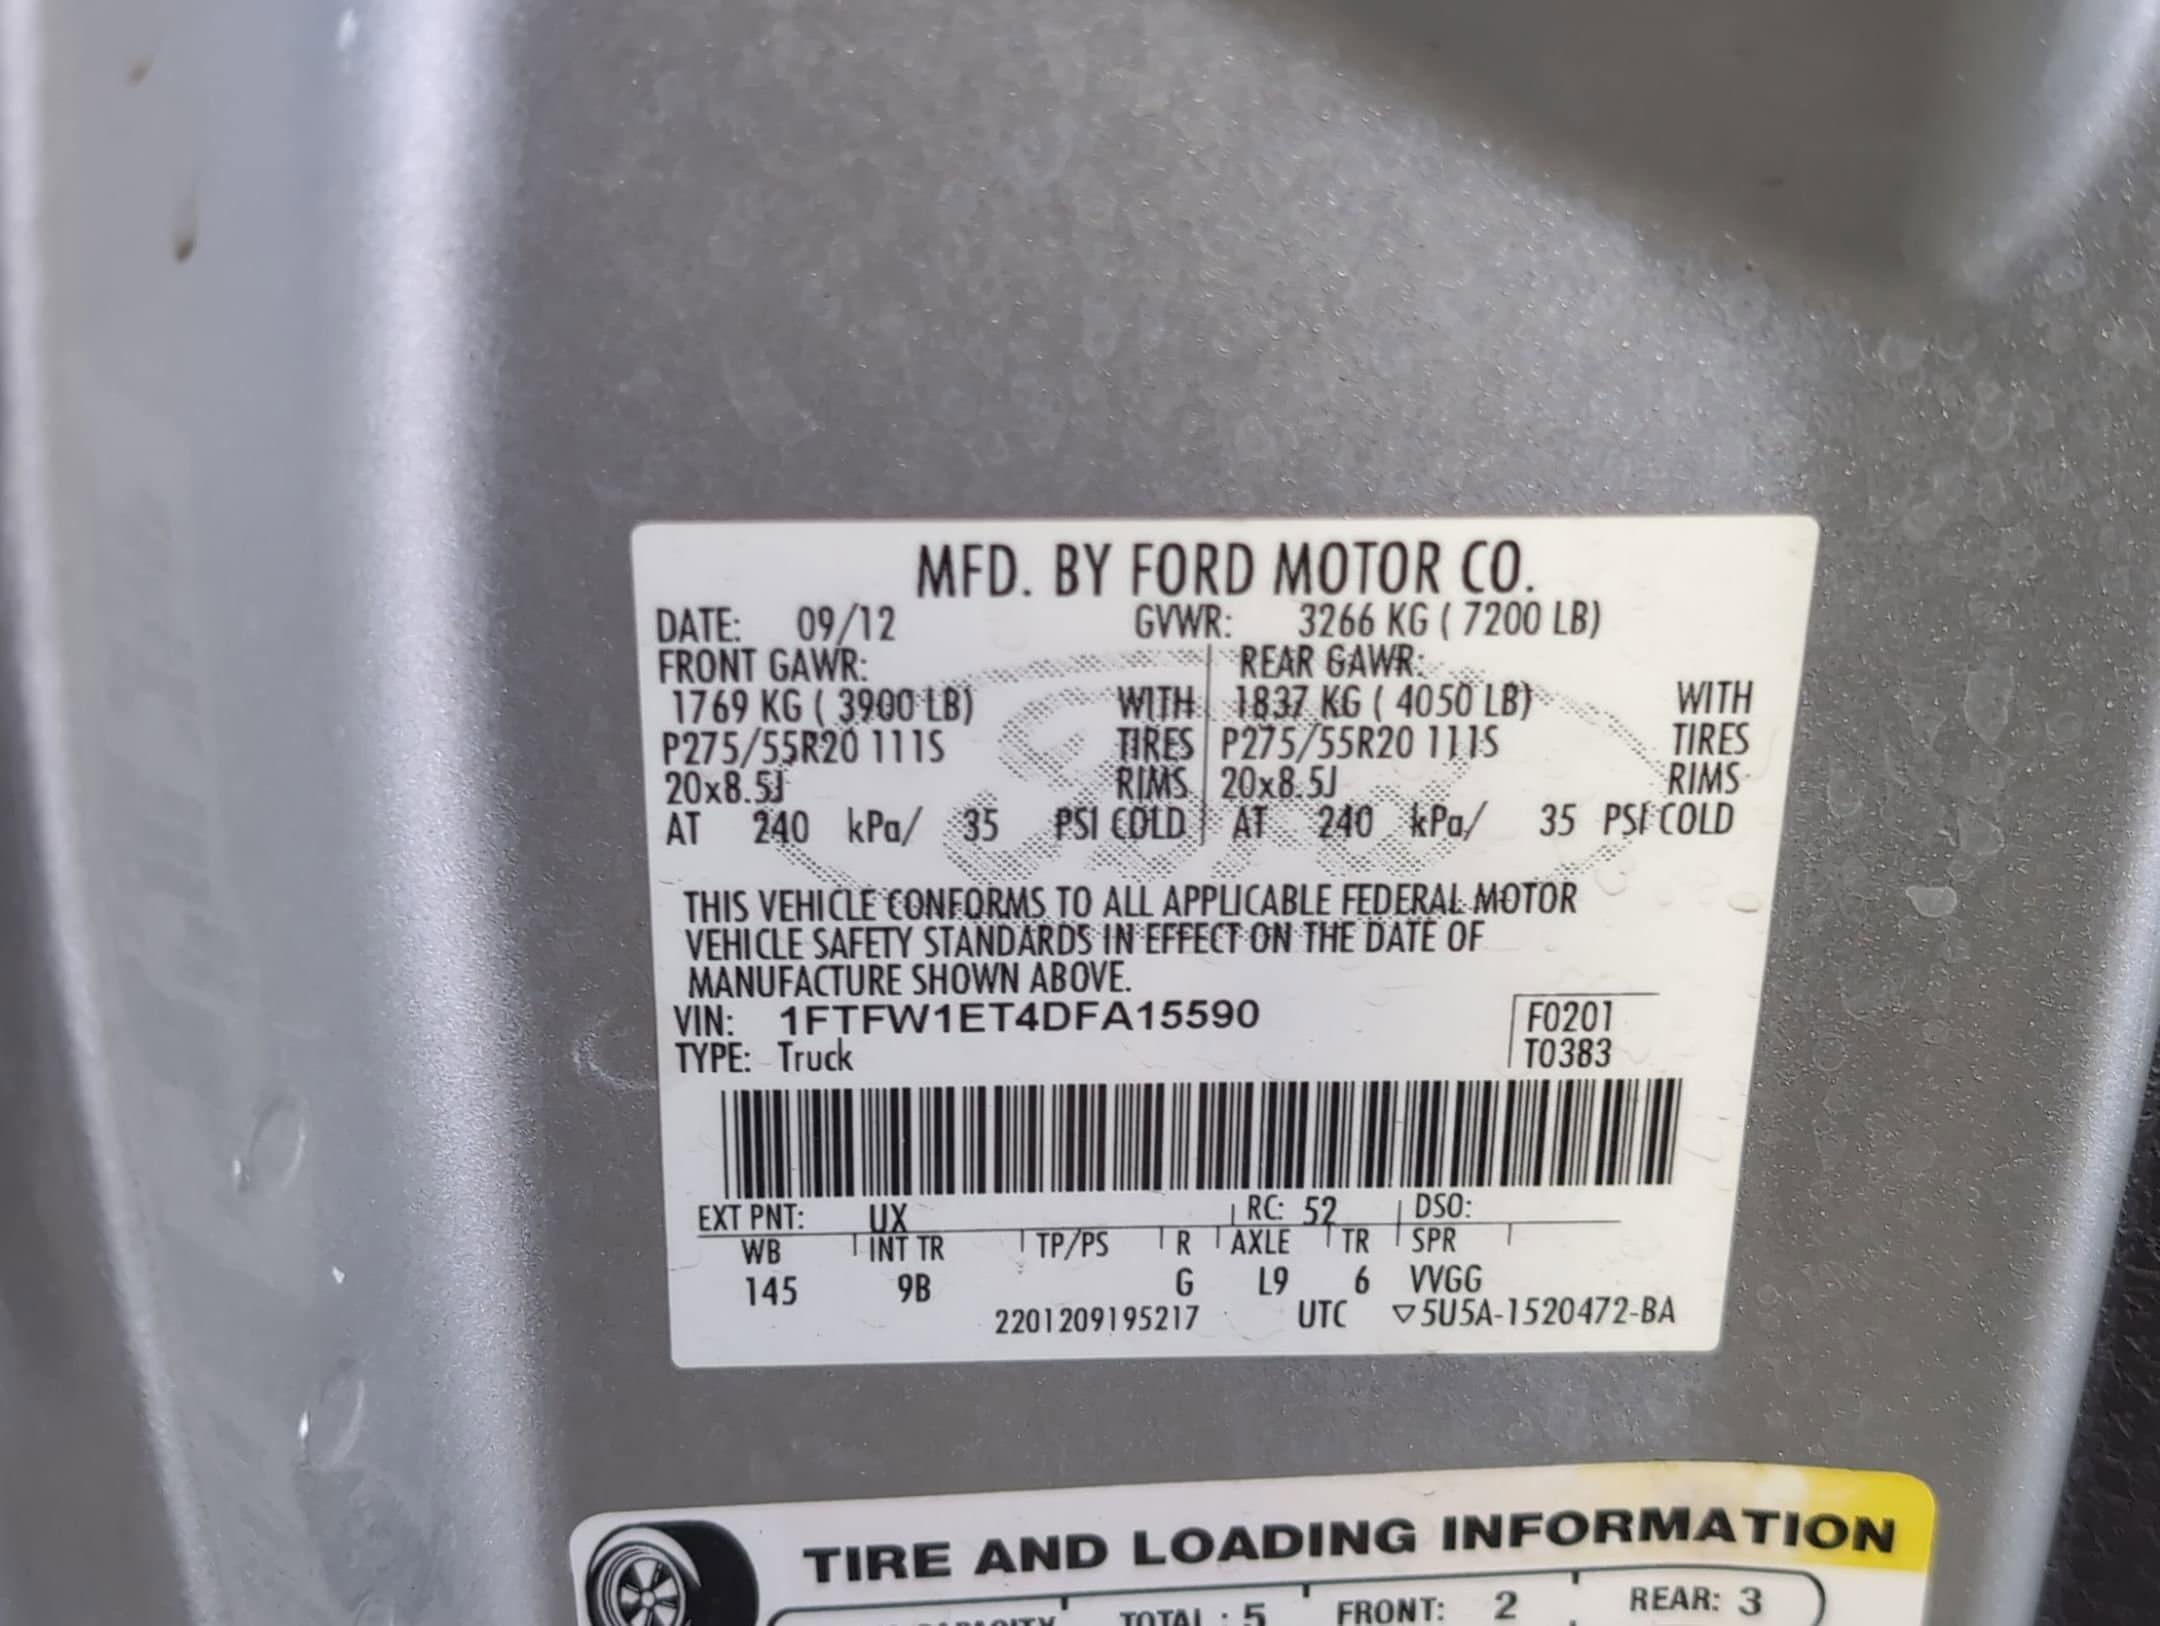 MFD. BY FORD MOTOR CO.
DATE: 09/12 GVWR: 3266 KG ( 7200 LB)
FRONT GAWR: REAR GAWR:
1769 KG ( 3900 LB) WITH 1837 KG ( 4050 LB) WITH
P275/55R20 111S TIRES P275/55R20 111S TIRES
20x8.5J RIMS 20x8.5J RIMS
AT 240 kPa/ 35 PSI COLD AT 240 kPa/ 35 PSI COLD
THIS VEHICLE CONFORMS TO ALL APPLICABLE FEDERAL MOTOR
VEHICLE SAFETY STANDARDS IN EFFECT ON THE DATE OF
MANUFACTURE SHOWN ABOVE.
VIN: 1FTFW1ET4DFA15590 F0201
TYPE: Truck T0383
EXT PNT: UX RC: 52 DSO:
WB INT TR TP/PS R AXLE TR SPR
145 9B G L9 6 VVGG
2201209195217 UTC ▽5U5A-1520472-BA
TIRE AND LOADING INFORMATION
CAPACITY TOTAL : 5 FRONT: 2 REAR: 3